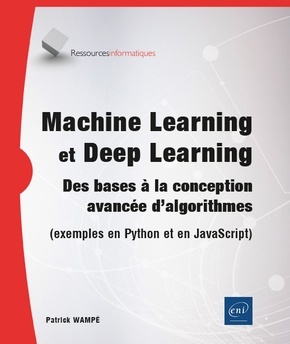 Ressourcesinformatiques
Machine Learning
et Deep Learning
Des bases à la conception
avancée d'algorithmes
(exemples en Python et en JavaScript)
Patrick WAMPÉ
eni